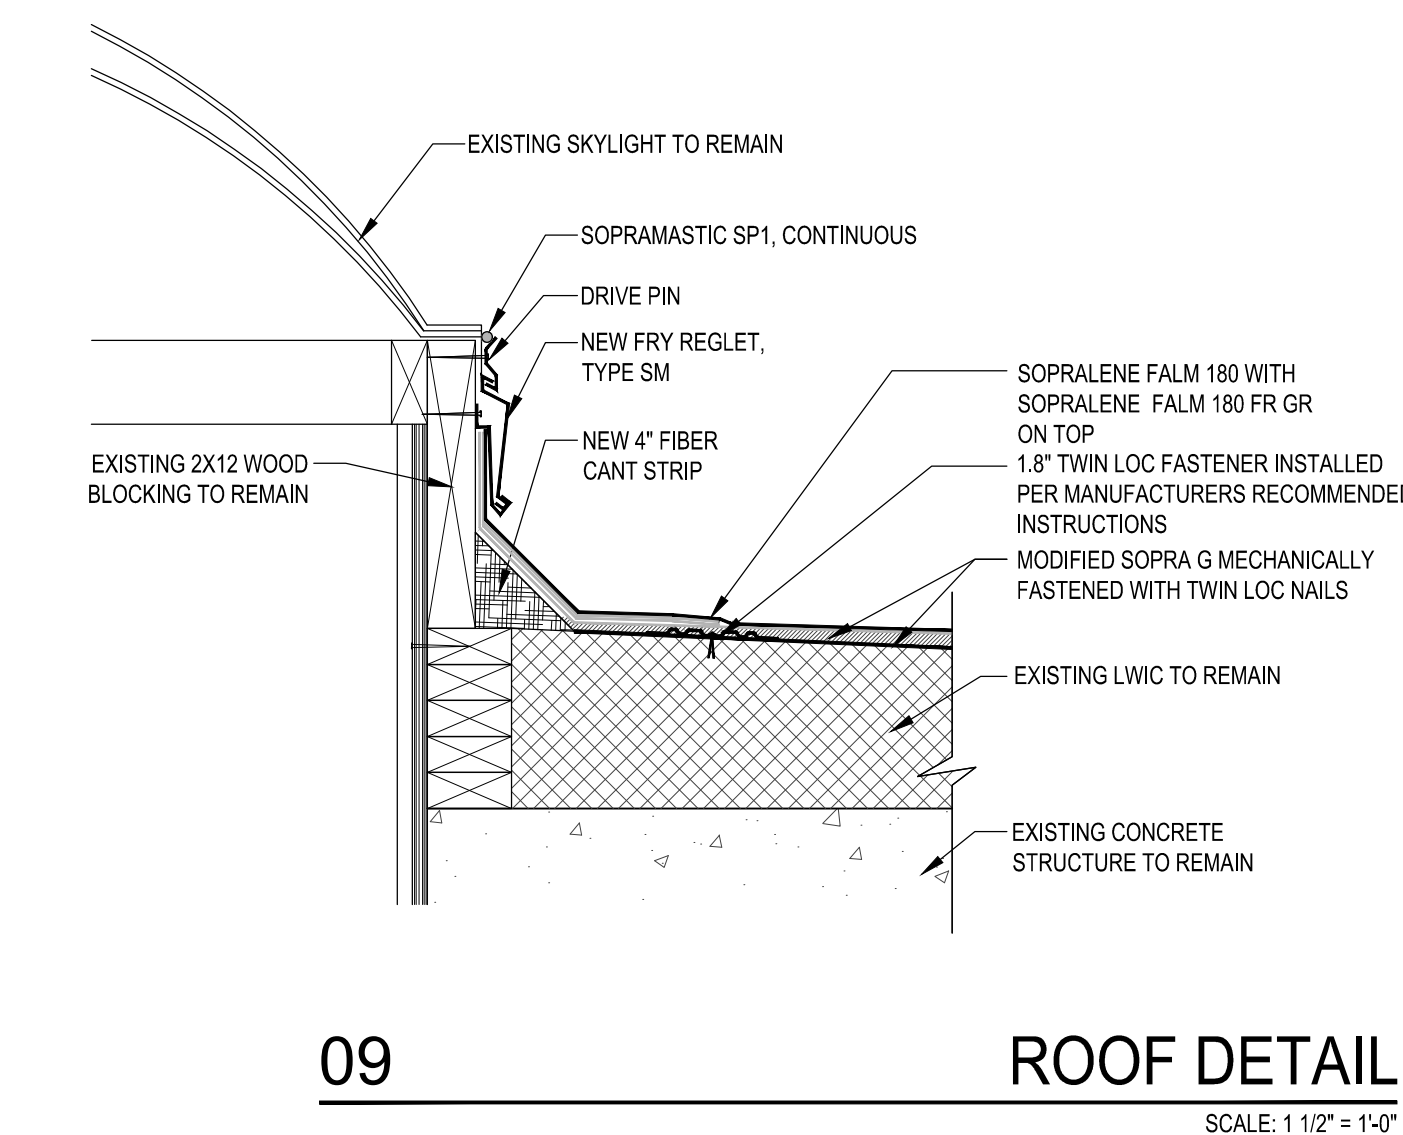 EXISTING SKYLIGHT TO REMAIN
SOPRAMASTIC SP1, CONTINUOUS
DRIVE PIN
NEW FRY REGLET,
TYPE SM
SOPRALENE FALM 180 WITH
SOPRALENE FALM 180 FR GR
ON TOP
NEW 4" FIBER
CANT STRIP
EXISTING 2X12 WOOD
BLOCKING TO REMAIN
1.8" TWIN LOC FASTENER INSTALLED
PER MANUFACTURERS RECOMMENDE
INSTRUCTIONS
MODIFIED SOPRA G MECHANICALLY
FASTENED WITH TWIN LOC NAILS
EXISTING LWIC TO REMAIN
EXISTING CONCRETE
STRUCTURE TO REMAIN
09
ROOF DETAIL
SCALE: 1 1/2" = 1'-0"